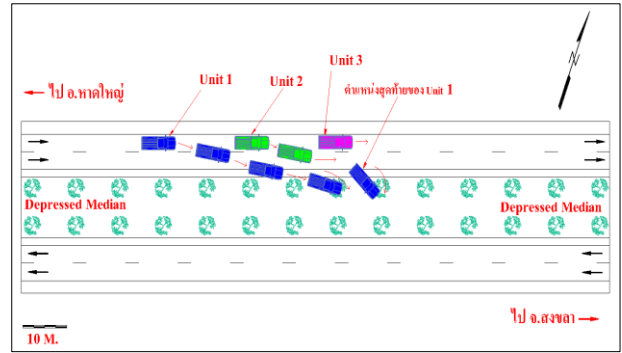 Unit 3
Unit 1
Unit 2
ตำแหน่งสุดท้ายของ Unit 1
ไป อ.หาดใหญ่
N
Depressed Median
Depressed Median
ไป จ.สงขลา
10 M.